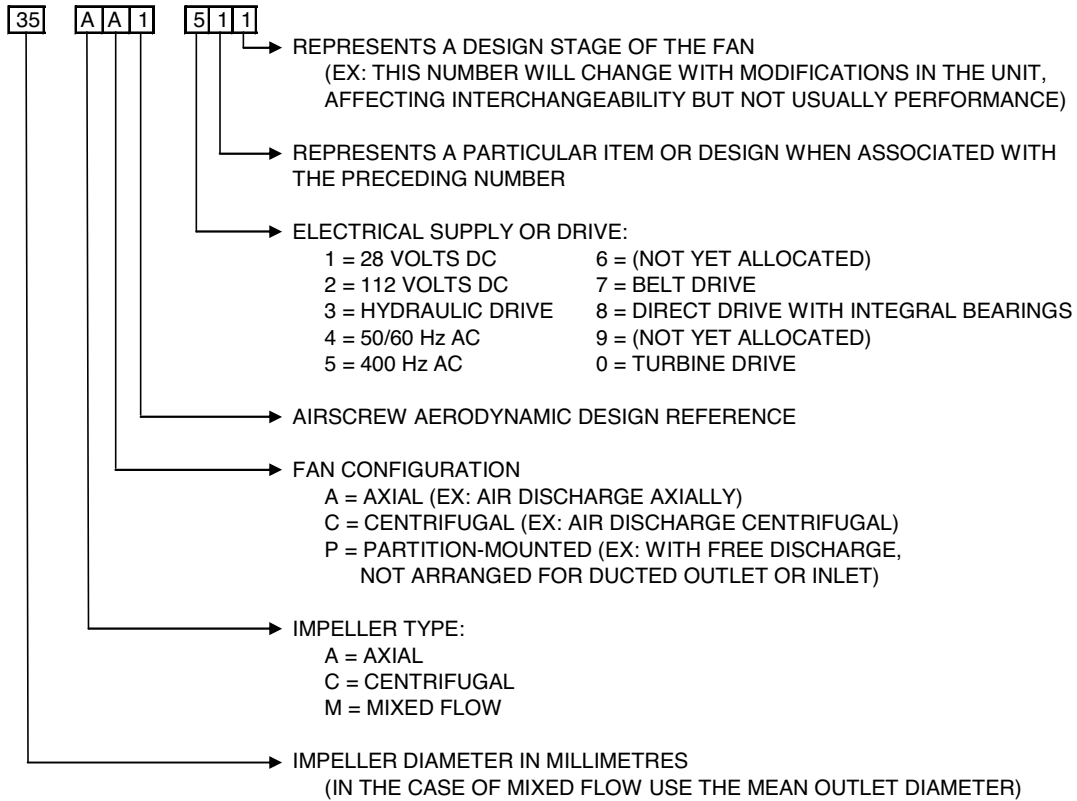 35 A A 1 5 1 1
REPRESENTS A DESIGN STAGE OF THE FAN
(EX: THIS NUMBER WILL CHANGE WITH MODIFICATIONS IN THE UNIT,
AFFECTING INTERCHANGEABILITY BUT NOT USUALLY PERFORMANCE)
REPRESENTS A PARTICULAR ITEM OR DESIGN WHEN ASSOCIATED WITH
THE PRECEDING NUMBER
ELECTRICAL SUPPLY OR DRIVE:
1 = 28 VOLTS DC 6 = (NOT YET ALLOCATED)
2 = 112 VOLTS DC 7 = BELT DRIVE
3 = HYDRAULIC DRIVE 8 = DIRECT DRIVE WITH INTEGRAL BEARINGS
4 = 50/60 Hz AC 9 = (NOT YET ALLOCATED)
5 = 400 Hz AC 0 = TURBINE DRIVE
AIRSCREW AERODYNAMIC DESIGN REFERENCE
FAN CONFIGURATION
A = AXIAL (EX: AIR DISCHARGE AXIALLY)
C = CENTRIFUGAL (EX: AIR DISCHARGE CENTRIFUGAL)
P = PARTITION-MOUNTED (EX: WITH FREE DISCHARGE,
NOT ARRANGED FOR DUCTED OUTLET OR INLET)
IMPELLER TYPE:
A = AXIAL
C = CENTRIFUGAL
M = MIXED FLOW
IMPELLER DIAMETER IN MILLIMETRES
(IN THE CASE OF MIXED FLOW USE THE MEAN OUTLET DIAMETER)